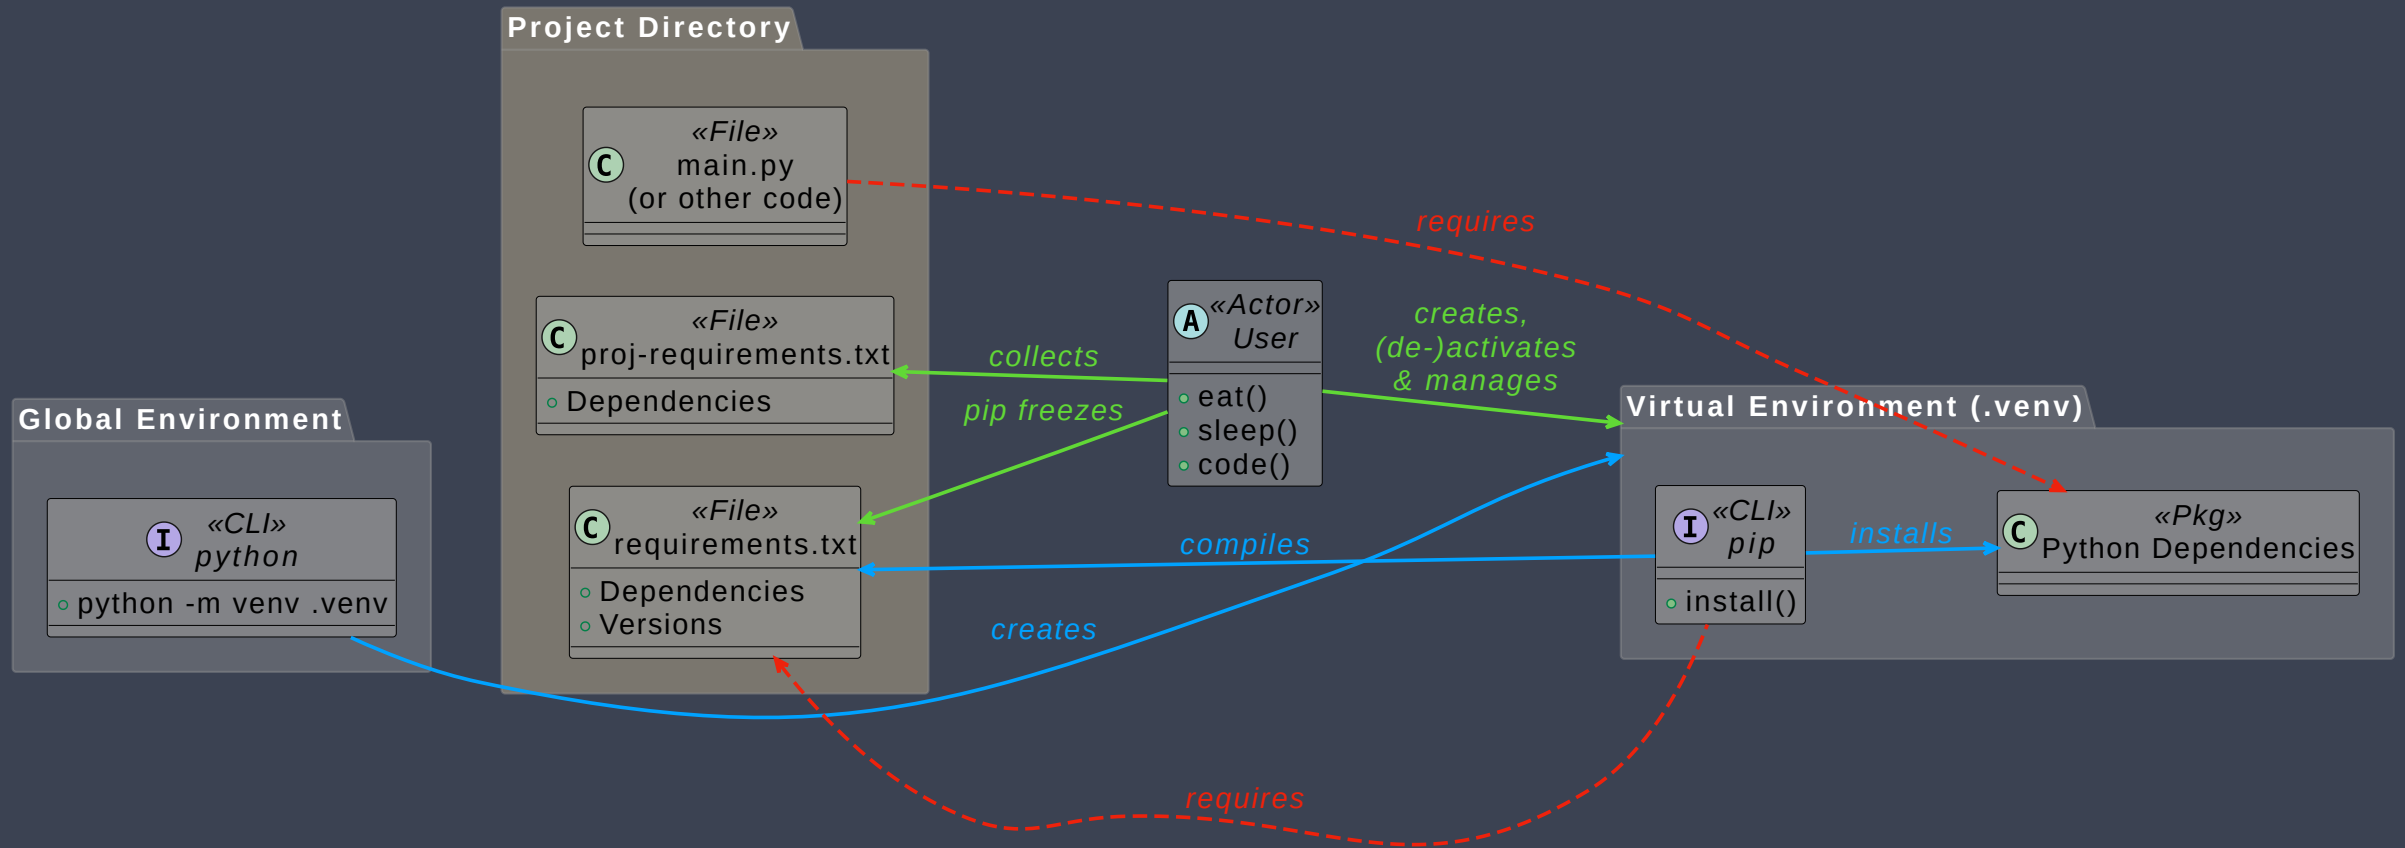 Project Directory
C
«File»
main.py
(or other code)
requires
C
«File»
proj-requirements.txt
Dependencies
collects
pip freezes
A
«Actor»
User
eat()
sleep()
code()
creates,
(de-)activates
& manages
Global Environment
I
«CLI»
python
python -m venv .venv
C
«File»
requirements.txt
Dependencies
Versions
compiles
creates
Virtual Environment (.venv)
I
«CLI»
pip
install()
installs
C
«Pkg»
Python Dependencies
requires